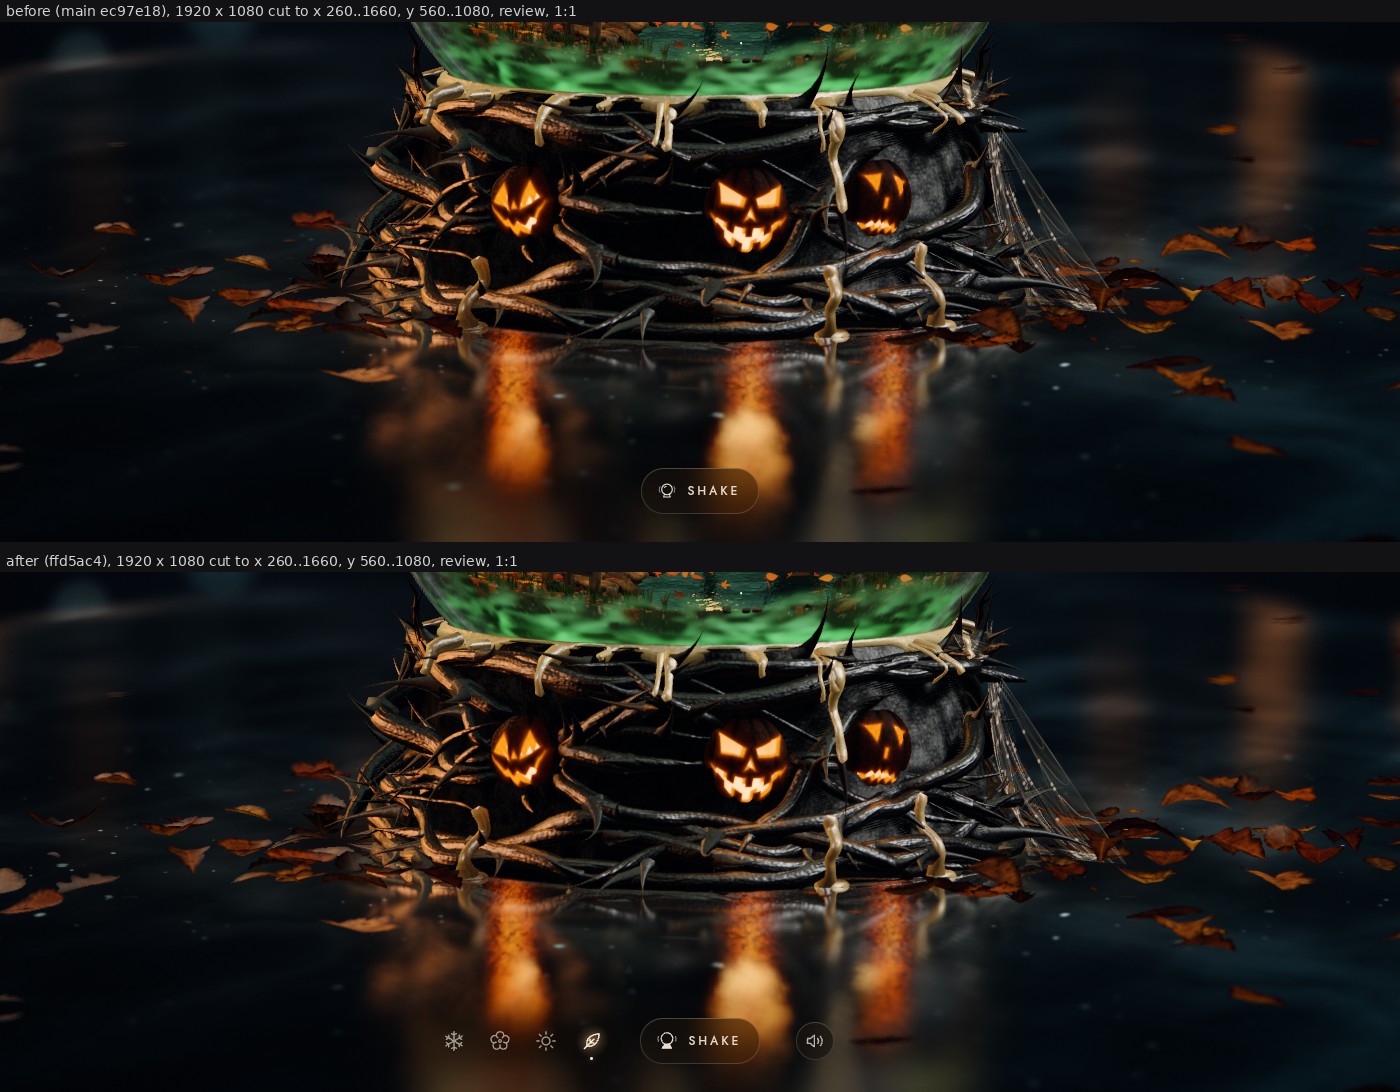 before (main ec97e18), 1920 x 1080 cut to x 260..1660, y 560..1080, review, 1:1
SHAKE
after (ffd5ac4), 1920 x 1080 cut to x 260..1660, y 560..1080, review, 1:1
SHAKE